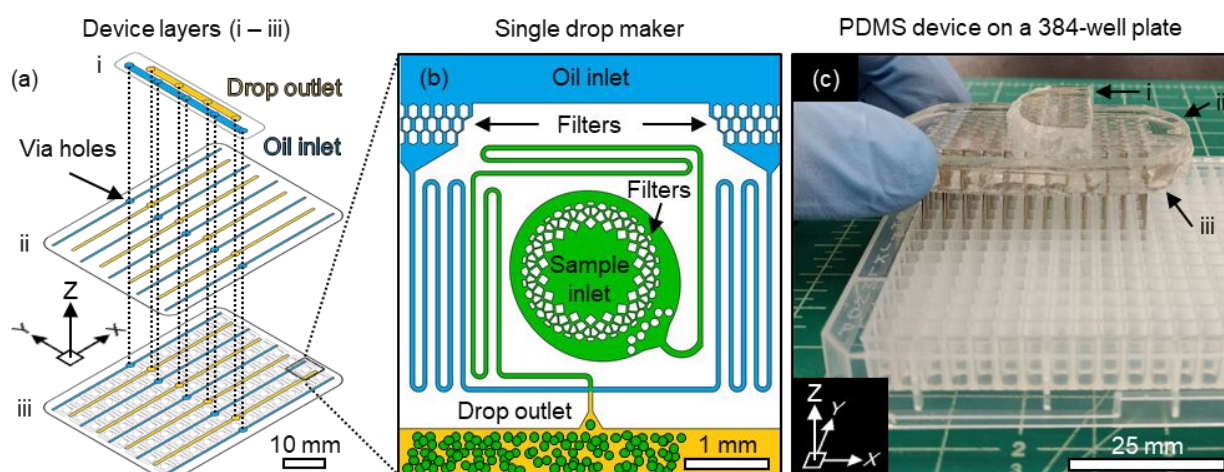 Device layers (i – iii)
Single drop maker
PDMS device on a 384-well plate
(a)
i
Drop outlet
Oil inlet
Via holes
ii
Z
Y
X
iii
10 mm
(b)
Oil inlet
Filters
Filters
Sample
inlet
Drop outlet
1 mm
(c)
i
ii
iii
Z
Y
X
2
25 mm